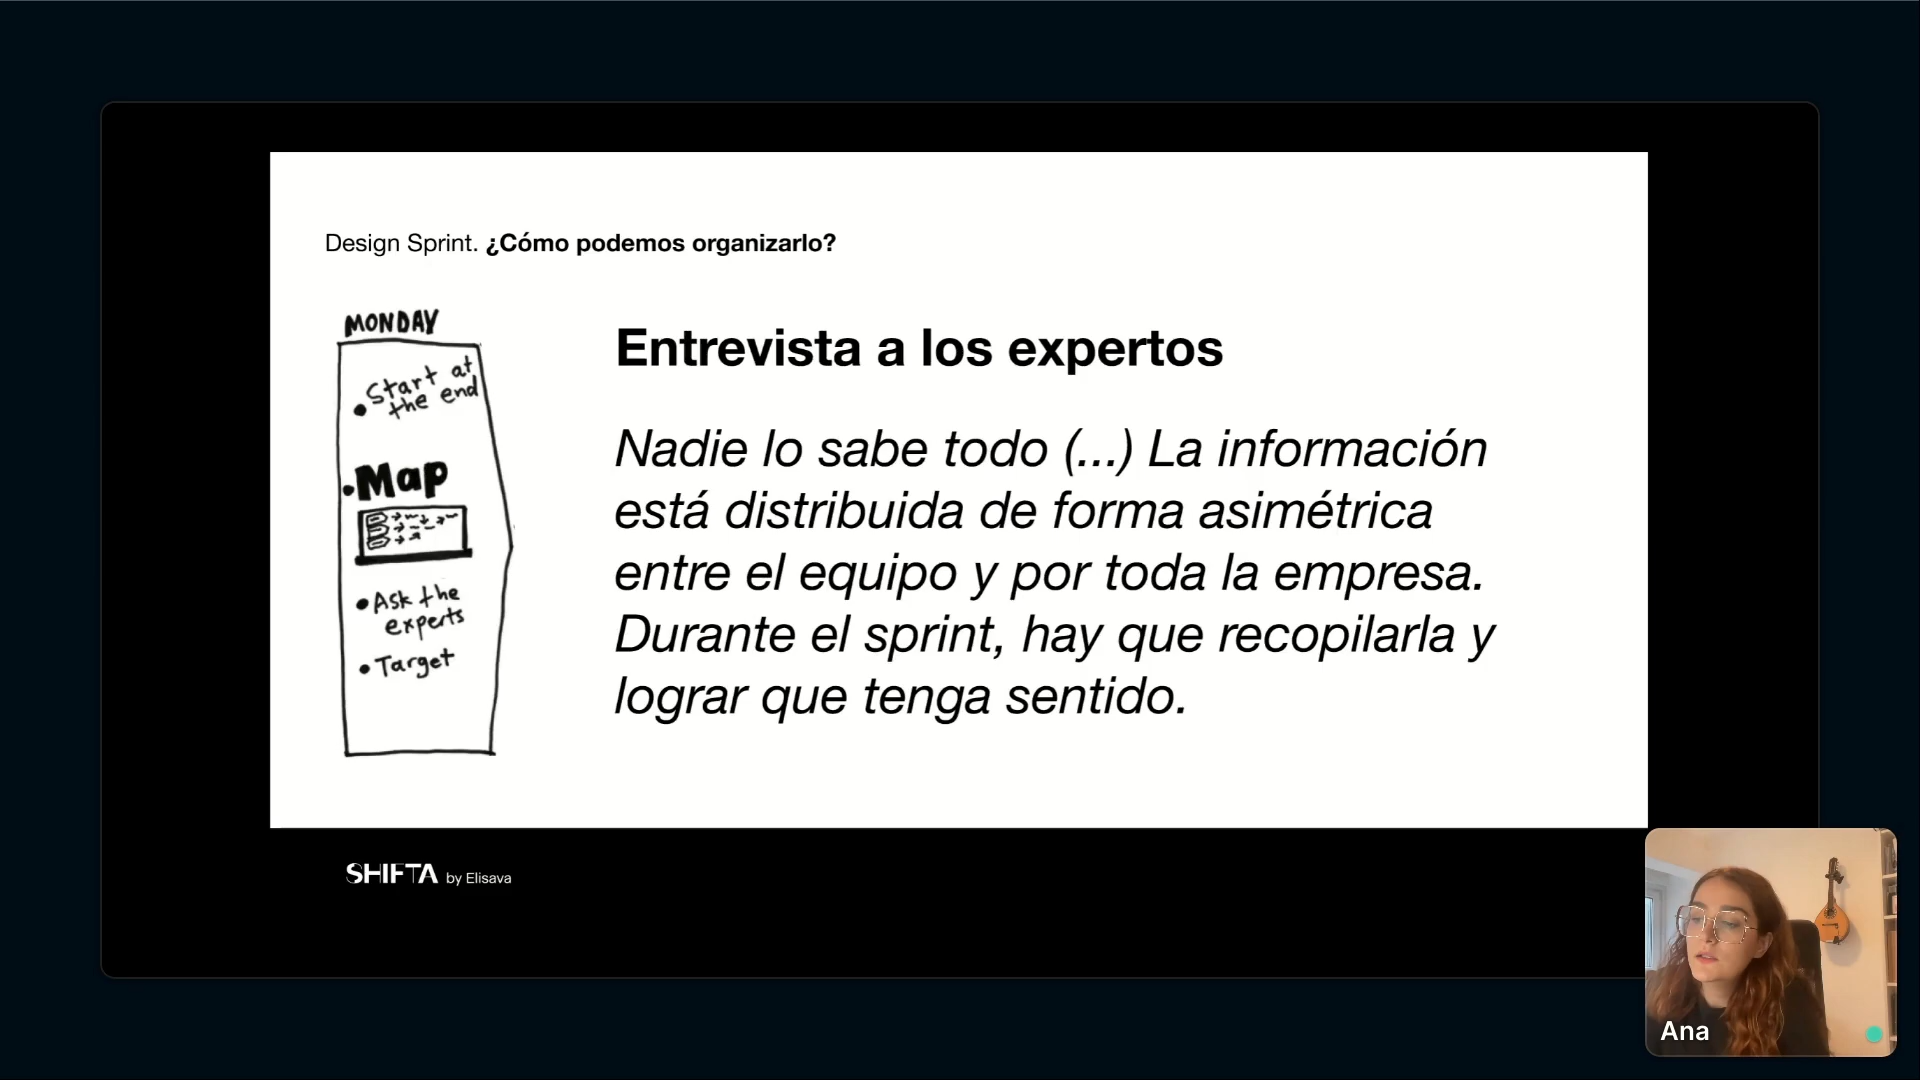 Design Sprint. ¿Cómo podemos organizarlo?
MONDAY
• Start at
the end
• Map
• Ask the
experts
• Target
Entrevista a los expertos
Nadie lo sabe todo (...) La información
está distribuida de forma asimétrica
entre el equipo y por toda la empresa.
Durante el sprint, hay que recopilarla y
lograr que tenga sentido.
SHIFTA by Elisava
Ana